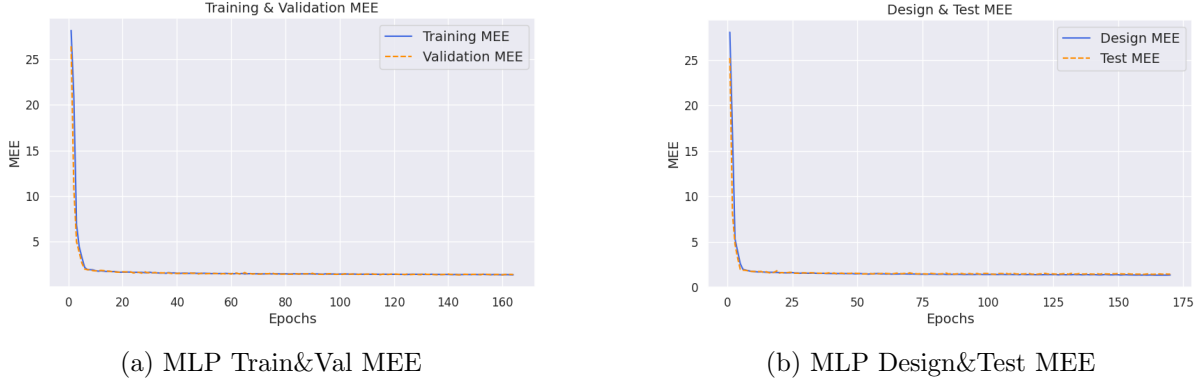 Training & Validation MEE
25
20
15
10
5
MEE
Training MEE
Validation MEE
0 20 40 60 80 100 120 140 160
Epochs
(a) MLP Train&Val MEE
Design & Test MEE
25
20
15
10
5
0
MEE
Design MEE
Test MEE
0 25 50 75 100 125 150 175
Epochs
(b) MLP Design&Test MEE